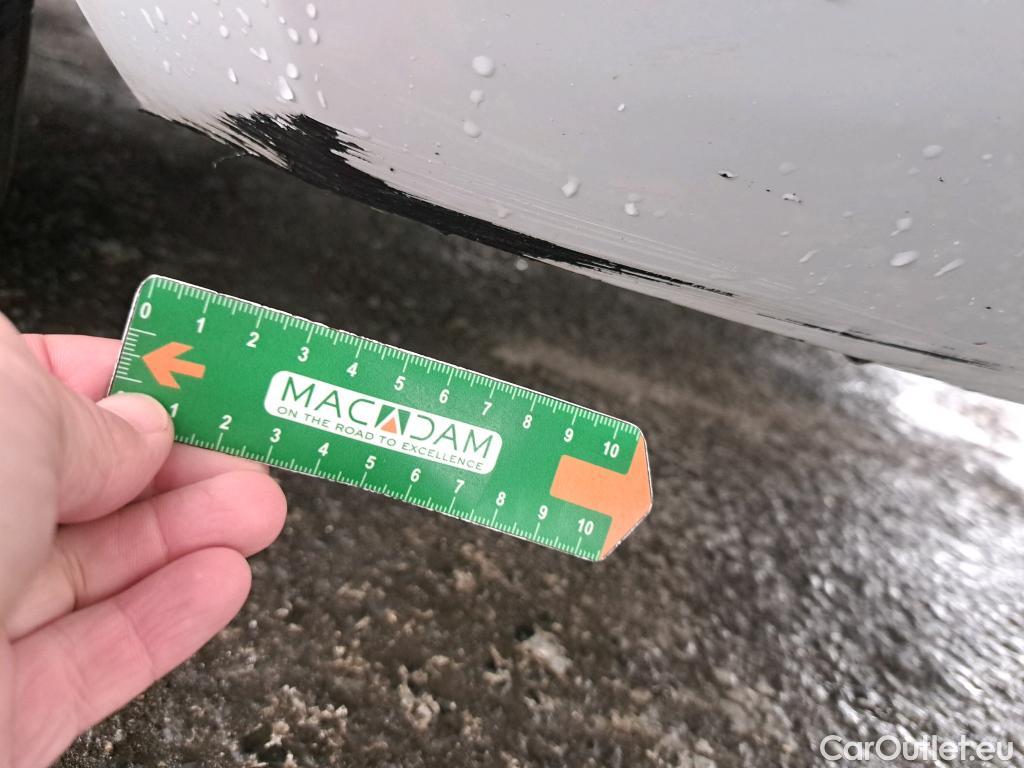 0 1 2 3 4 5 6 7 8 9 10
MACADAM
ON THE ROAD TO EXCELLENCE
1 2 3 4 5 6 7 8 9 10
CarOutlet.eu